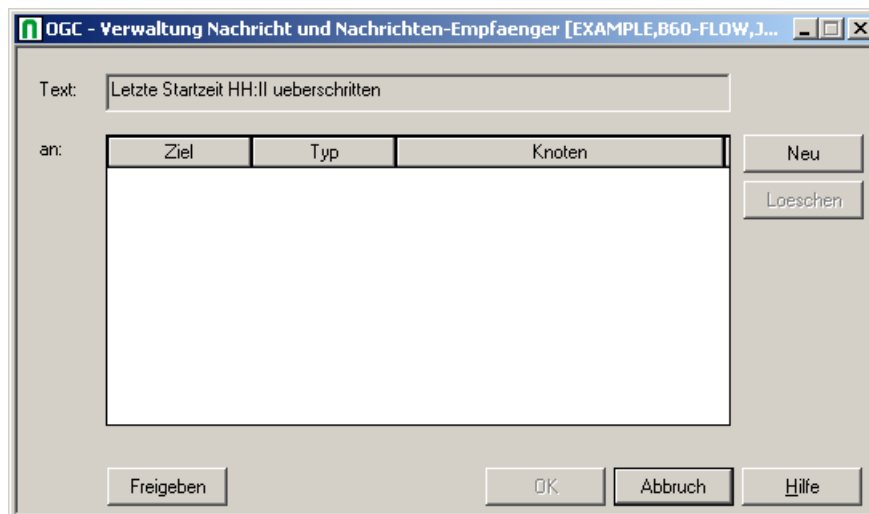 OGC - Verwaltung Nachricht und Nachrichten-Empfaenger [EXAMPLE,B60-FLOW,J...
Text: Letzte Startzeit HH:II ueberschritten
an: Ziel Typ Knoten Neu
Loeschen
Freigeben OK Abbruch Hilfe